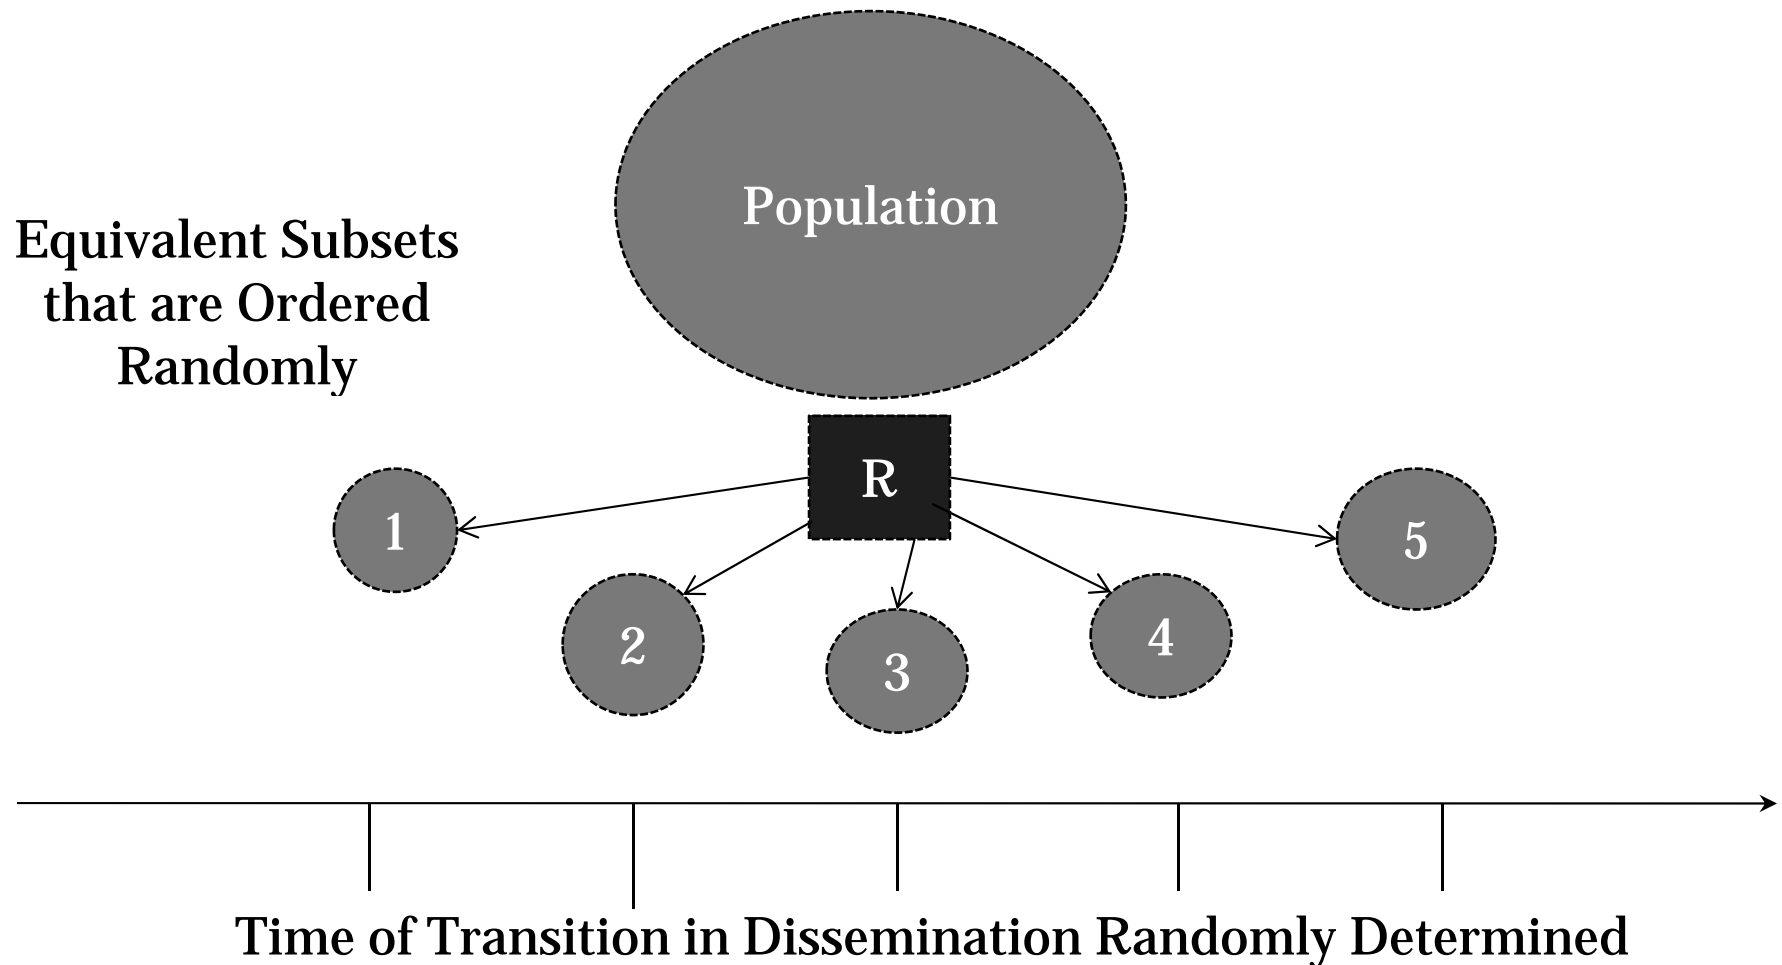 Population
Equivalent Subsets
that are Ordered
Randomly
R
1
2
3
4
5
Time of Transition in Dissemination Randomly Determined